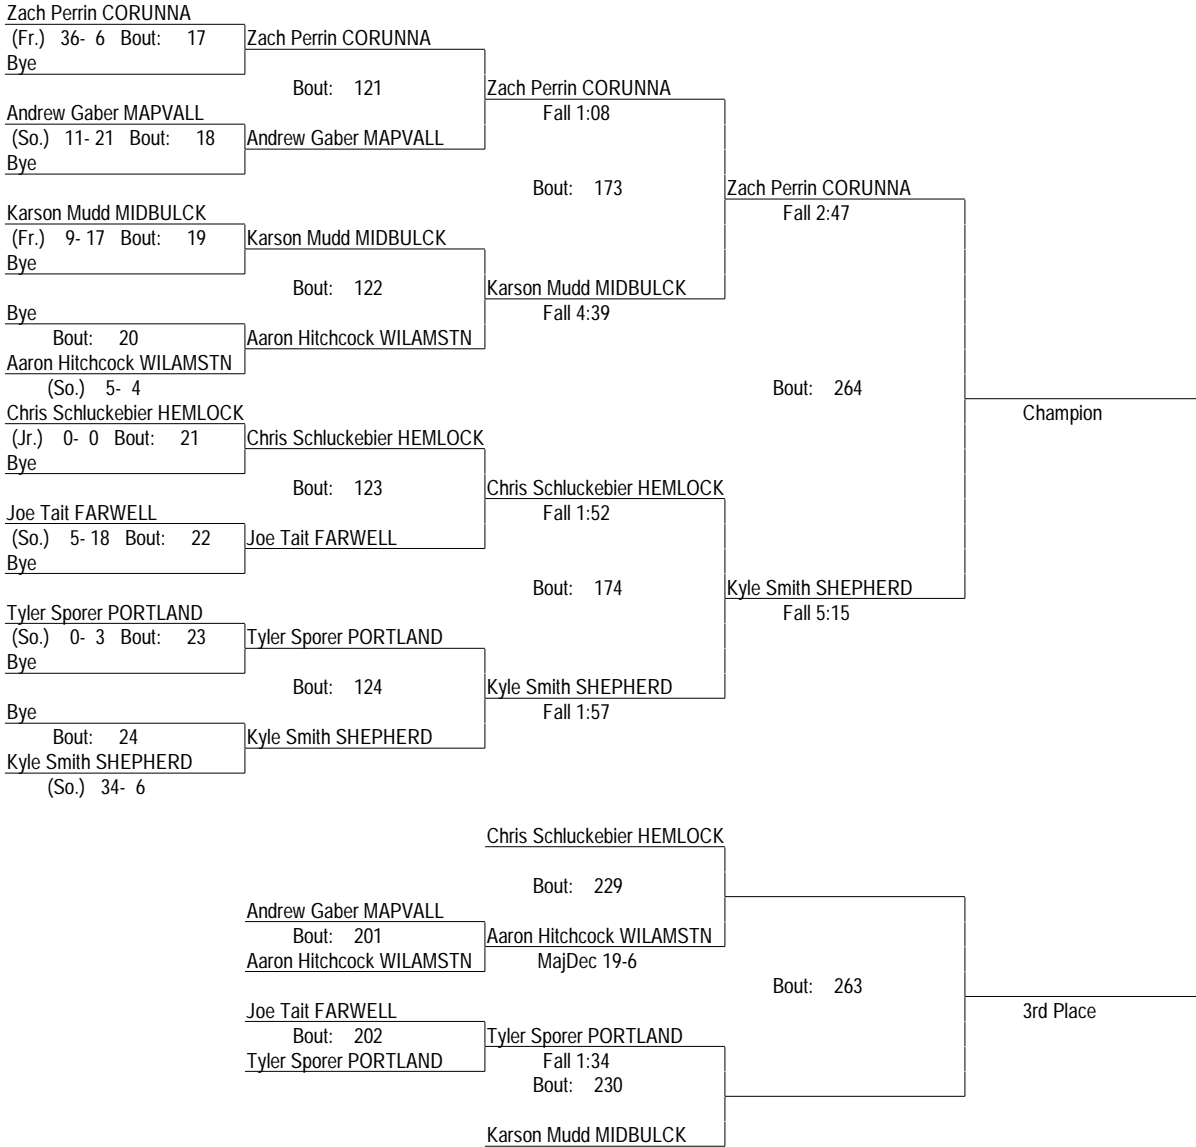 Zach Perrin CORUNNA
(Fr.) 36- 6 Bout: 17 Zach Perrin CORUNNA
Bye
Bout: 121 Zach Perrin CORUNNA
Andrew Gaber MAPVALL Fall 1:08
(So.) 11- 21 Bout: 18 Andrew Gaber MAPVALL
Bye
Bout: 173 Zach Perrin CORUNNA
Karson Mudd MIDBULCK Fall 2:47
(Fr.) 9- 17 Bout: 19 Karson Mudd MIDBULCK
Bye
Bout: 122 Karson Mudd MIDBULCK
Bye Fall 4:39
Bout: 20 Aaron Hitchcock WILAMSTN
Aaron Hitchcock WILAMSTN
(So.) 5- 4 Bout: 264
Chris Schluckebier HEMLOCK Champion
(Jr.) 0- 0 Bout: 21 Chris Schluckebier HEMLOCK
Bye
Bout: 123 Chris Schluckebier HEMLOCK
Joe Tait FARWELL Fall 1:52
(So.) 5- 18 Bout: 22 Joe Tait FARWELL
Bye
Bout: 174 Kyle Smith SHEPHERD
Tyler Sporer PORTLAND Fall 5:15
(So.) 0- 3 Bout: 23 Tyler Sporer PORTLAND
Bye
Bout: 124 Kyle Smith SHEPHERD
Bye Fall 1:57
Bout: 24 Kyle Smith SHEPHERD
Kyle Smith SHEPHERD
(So.) 34- 6
Chris Schluckebier HEMLOCK
Bout: 229
Andrew Gaber MAPVALL
Bout: 201 Aaron Hitchcock WILAMSTN
Aaron Hitchcock WILAMSTN MajDec 19-6
Bout: 263
Joe Tait FARWELL 3rd Place
Bout: 202 Tyler Sporer PORTLAND
Tyler Sporer PORTLAND Fall 1:34
Bout: 230
Karson Mudd MIDBULCK